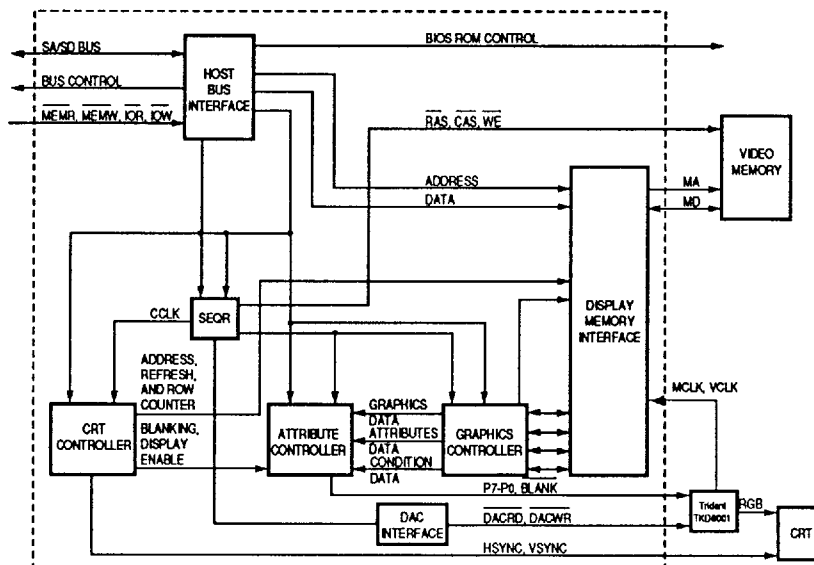 SA/SD BUS
BUS CONTROL
MEMR, MEMW, IOR, IOW
HOST
BUS
INTERFACE
BIOS ROM CONTROL
RAS, CAS, WE
VIDEO
MEMORY
ADDRESS
DATA
MA
MD
CCLK
SEQR
DISPLAY
MEMORY
INTERFACE
ADDRESS,
REFRESH,
AND ROW
COUNTER
MCLK, VCLK
CRT
CONTROLLER
BLANKING,
DISPLAY
ENABLE
ATTRIBUTE
CONTROLLER
GRAPHICS
DATA
ATTRIBUTES
DATA
CONDITION
DATA
GRAPHICS
CONTROLLER
P7-P0, BLANK
Trident
TKD8001
RGB
DAC
INTERFACE
DACRD, DACWR
CRT
HSYNC, VSYNC